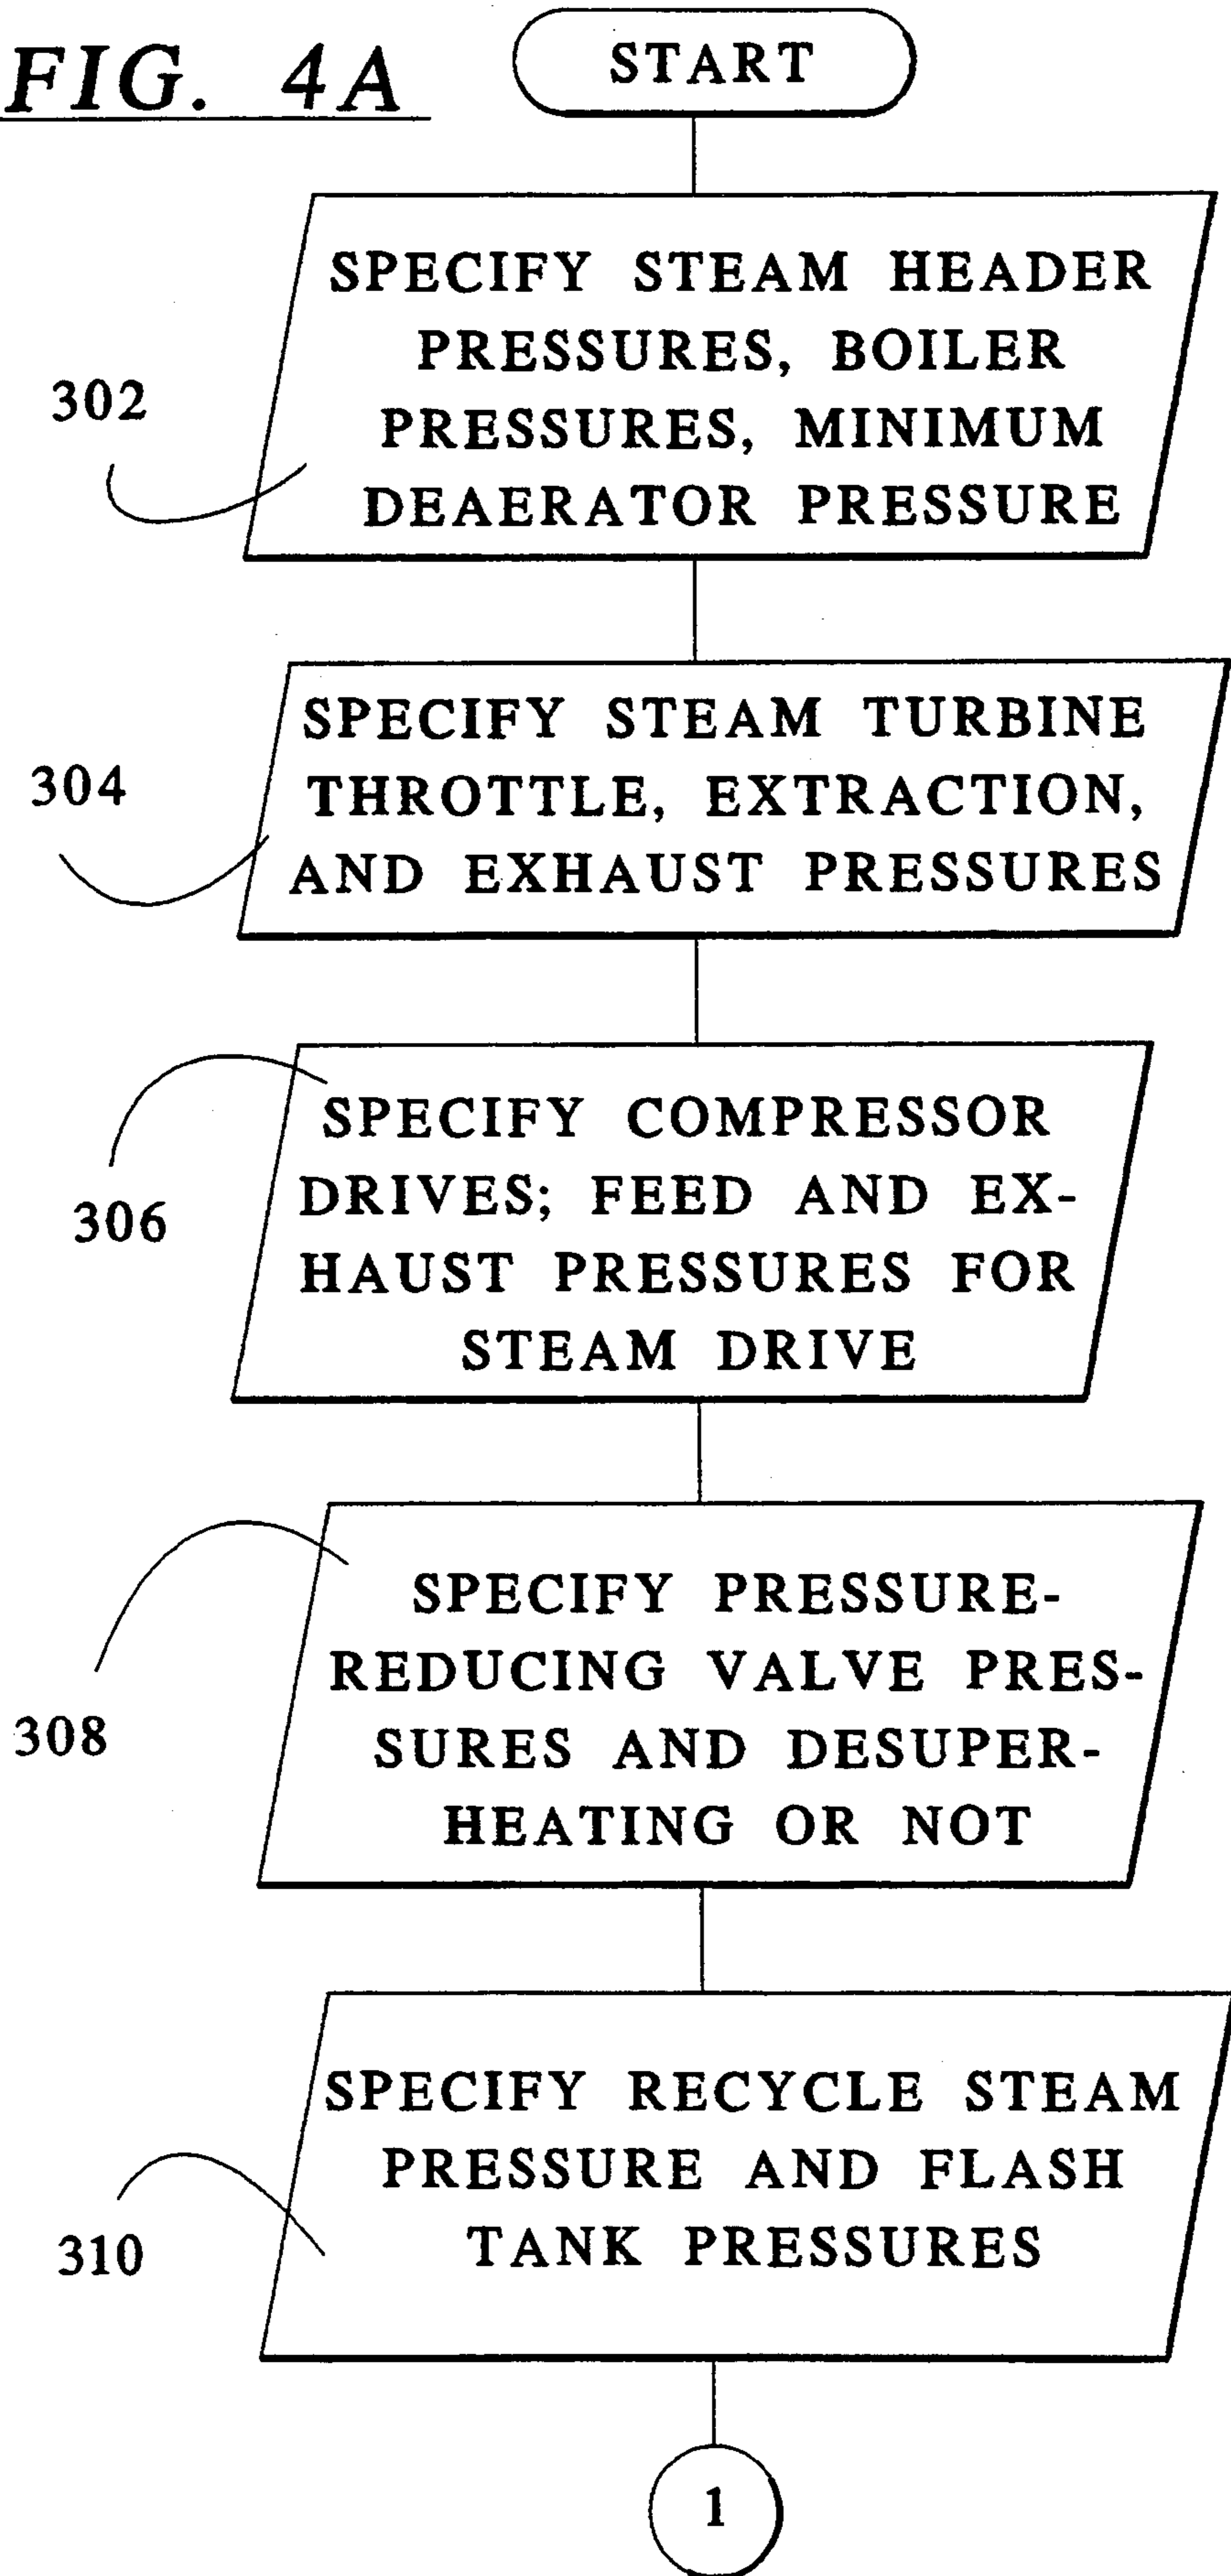 FIG. 4A
START
SPECIFY STEAM HEADER
PRESSURES, BOILER
PRESSURES, MINIMUM
DEAERATOR PRESSURE
302
SPECIFY STEAM TURBINE
THROTTLE, EXTRACTION,
AND EXHAUST PRESSURES
304
SPECIFY COMPRESSOR
DRIVES; FEED AND EX-
HAUST PRESSURES FOR
STEAM DRIVE
306
SPECIFY PRESSURE-
REDUCING VALVE PRES-
SURES AND DESUPER-
HEATING OR NOT
308
SPECIFY RECYCLE STEAM
PRESSURE AND FLASH
TANK PRESSURES
310
1